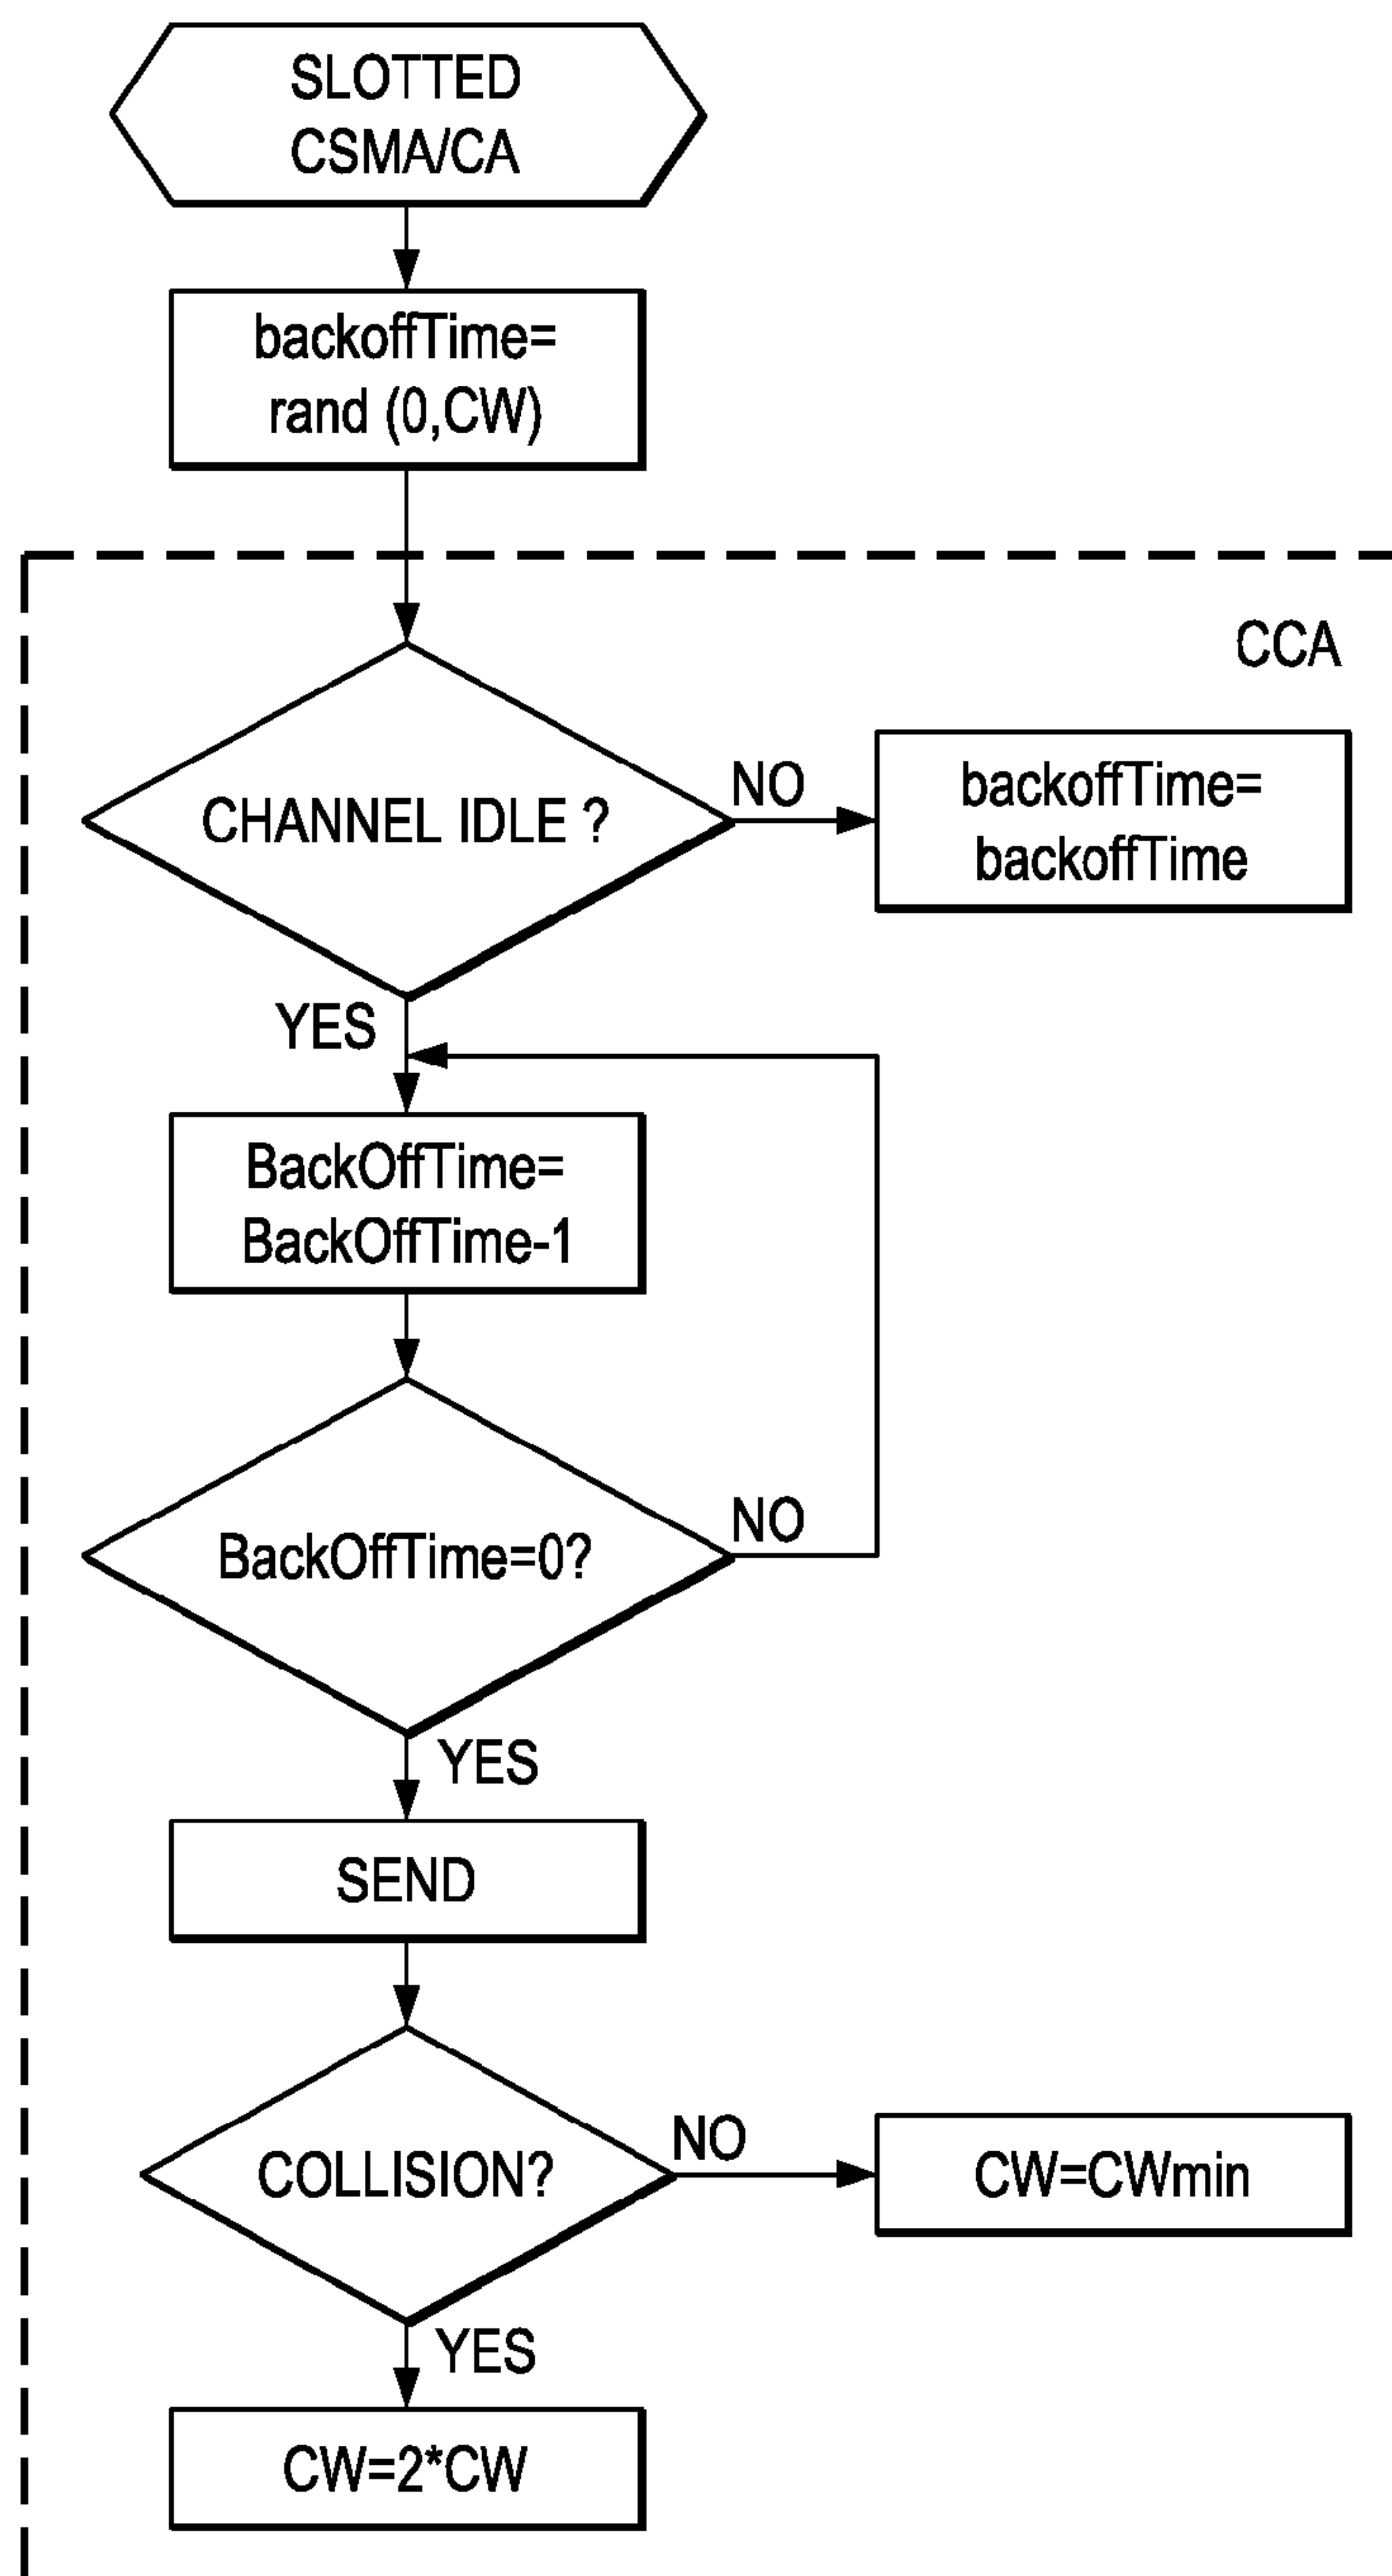 SLOTTED
CSMA/CA
backoffTime=
rand (0,CW)
CCA
CHANNEL IDLE ?
NO
backoffTime=
backoffTime
YES
BackOffTime=
BackOffTime-1
BackOffTime=0?
NO
YES
SEND
COLLISION?
NO
CW=CWmin
YES
CW=2*CW